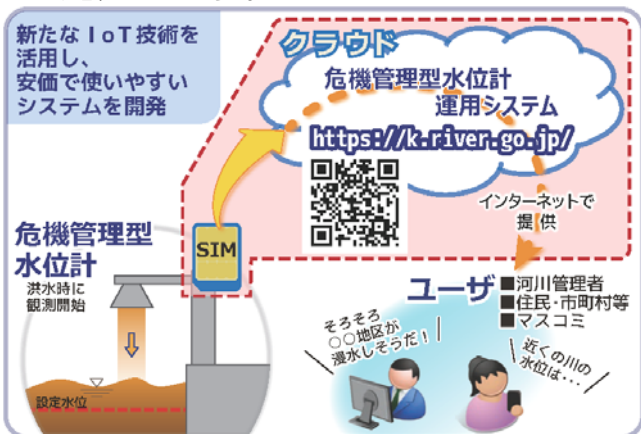 新たなIoT技術を
活用し、
安価で使いやすい
システムを開発
クラウド
危機管理型水位計
運用システム
https://k.river.go.jp/
インターネットで
提供
SIM
危機管理型
水位計
洪水時に
観測開始
設定水位
ユーザ
■河川管理者
■住民・市町村等
■マスコミ
そろそろ
○○地区が
浸水しそうだ!
近くの川の
水位は・・・